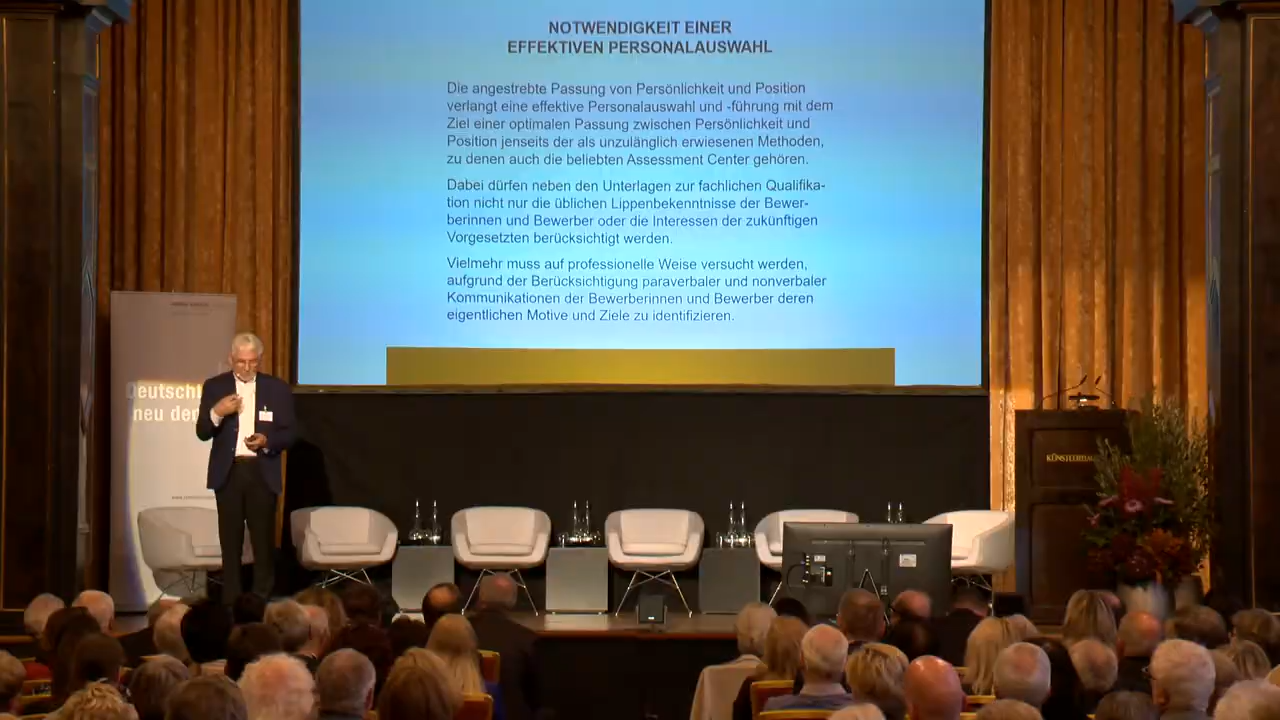 NOTWENDIGKEIT EINER
EFFEKTIVEN PERSONALAUSWAHL
Die angestrebte Passung von Persönlichkeit und Position
verlangt eine effektive Personalauswahl und -führung mit dem
Ziel einer optimalen Passung zwischen Persönlichkeit und
Position jenseits der als unzulänglich erwiesenen Methoden,
zu denen auch die beliebten Assessment Center gehören.
Dabei dürfen neben den Unterlagen zur fachlichen Qualifika-
tion nicht nur die üblichen Lippenbekenntnisse der Bewer-
berinnen und Bewerber oder die Interessen der zukünftigen
Vorgesetzten berücksichtigt werden.
Vielmehr muss auf professionelle Weise versucht werden,
aufgrund der Berücksichtigung paraverbaler und nonverbaler
Kommunikationen der Bewerberinnen und Bewerber deren
eigentlichen Motive und Ziele zu identifizieren.
Deutschl
neu den